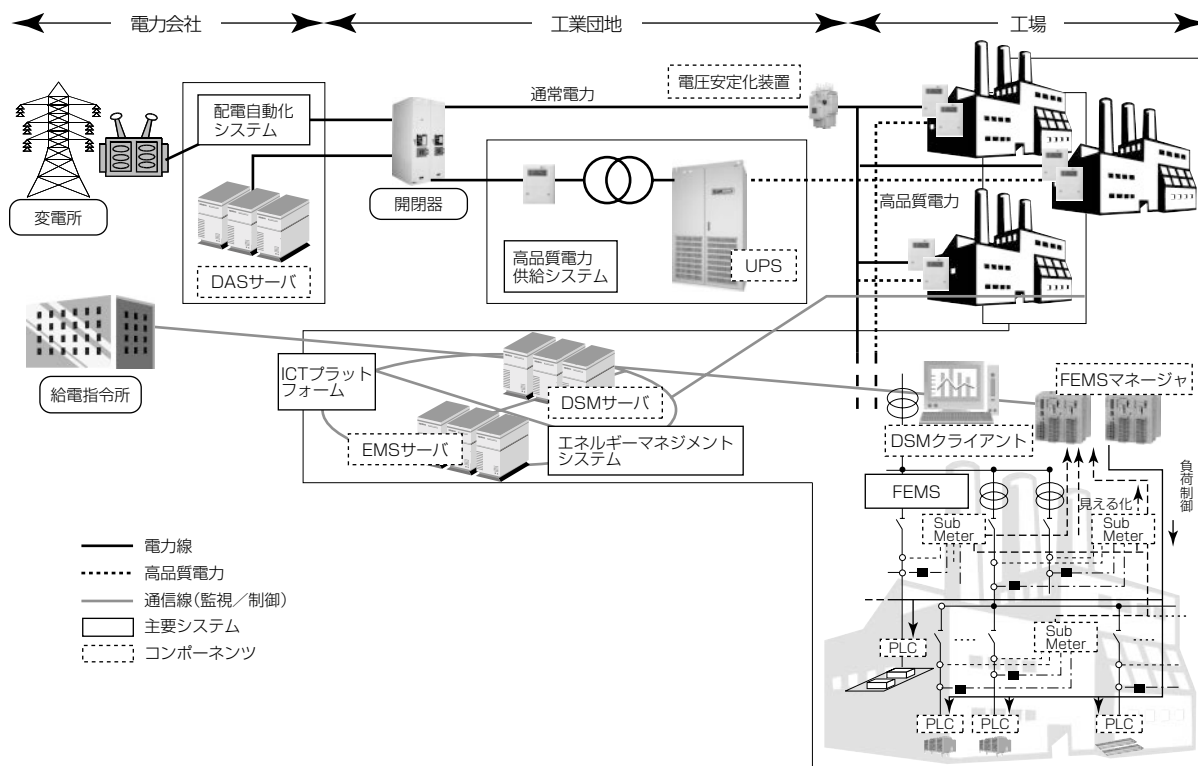 電力会社
工業団地
工場
電圧安定化装置
通常電力
配電自動化
システム
変電所
DASサーバ
開閉器
高品質電力
供給システム
UPS
高品質電力
給電指令所
ICTプラット
フォーム
DSMサーバ
EMSサーバ
エネルギーマネジメント
システム
FEMSマネージャ
DSMクライアント
FEMS
見える化
負荷制御
Sub
Meter
Sub
Meter
Sub
Meter
PLC
PLC
PLC
PLC
電力線
高品質電力
通信線(監視／制御)
主要システム
コンポーネンツ